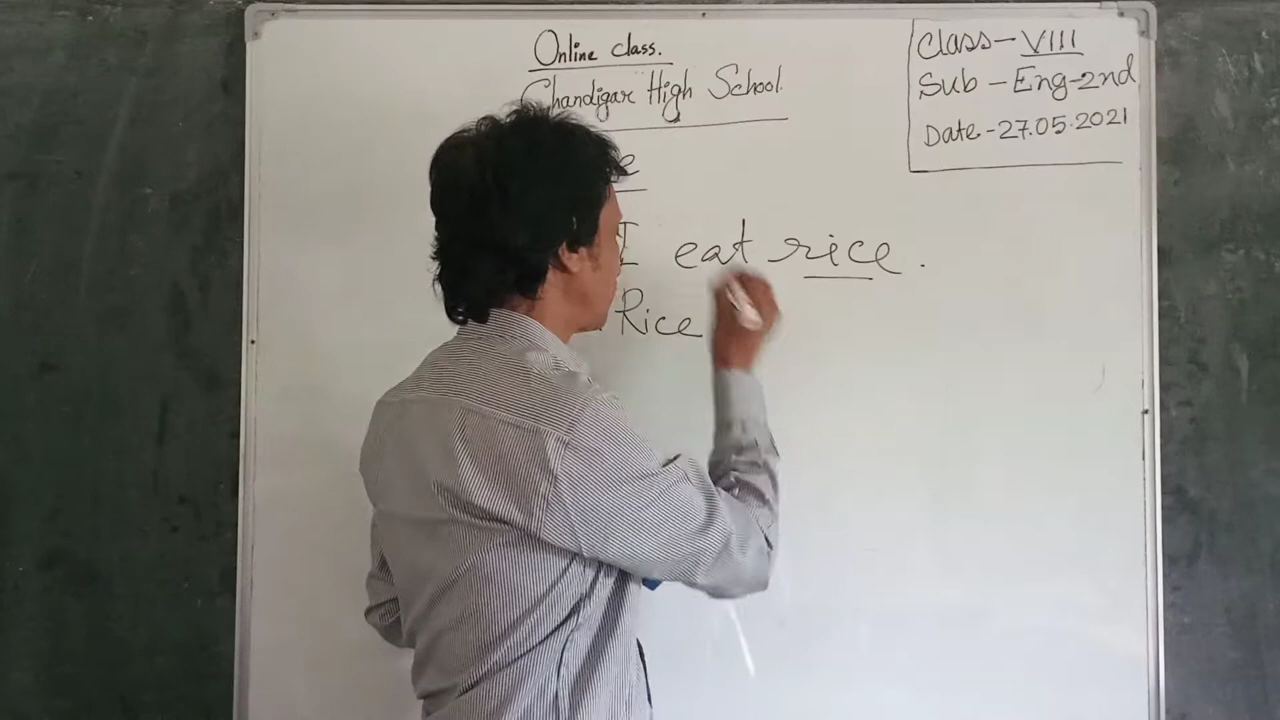 Online class.
Chandigar High School.
Class-VIII
Sub-Eng-2nd
Date-27.05.2021
I eat rice.
Rice